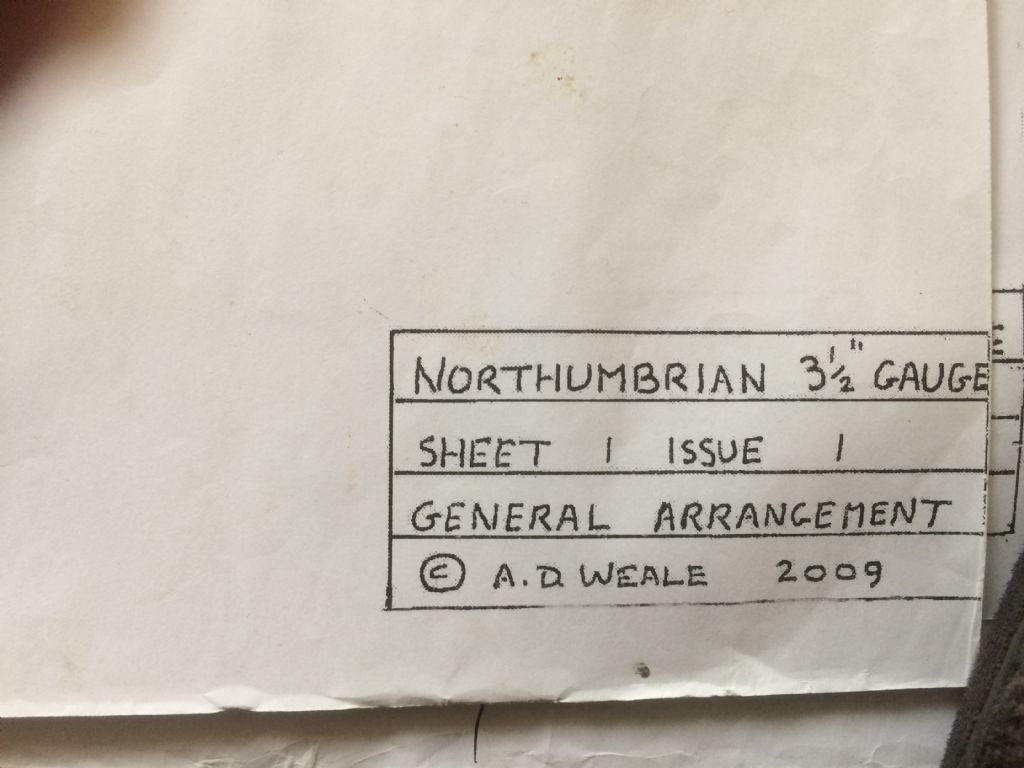 NORTHUMBRIAN 3½" GAUGE
SHEET 1 ISSUE 1
GENERAL ARRANGEMENT
© A.D. WEALE 2009